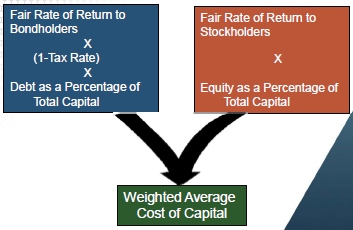 Fair Rate of Return to
Bondholders
X
(1-Tax Rate)
X
Debt as a Percentage of
Total Capital
Fair Rate of Return to
Stockholders
X
Equity as a Percentage of
Total Capital
Weighted Average
Cost of Capital